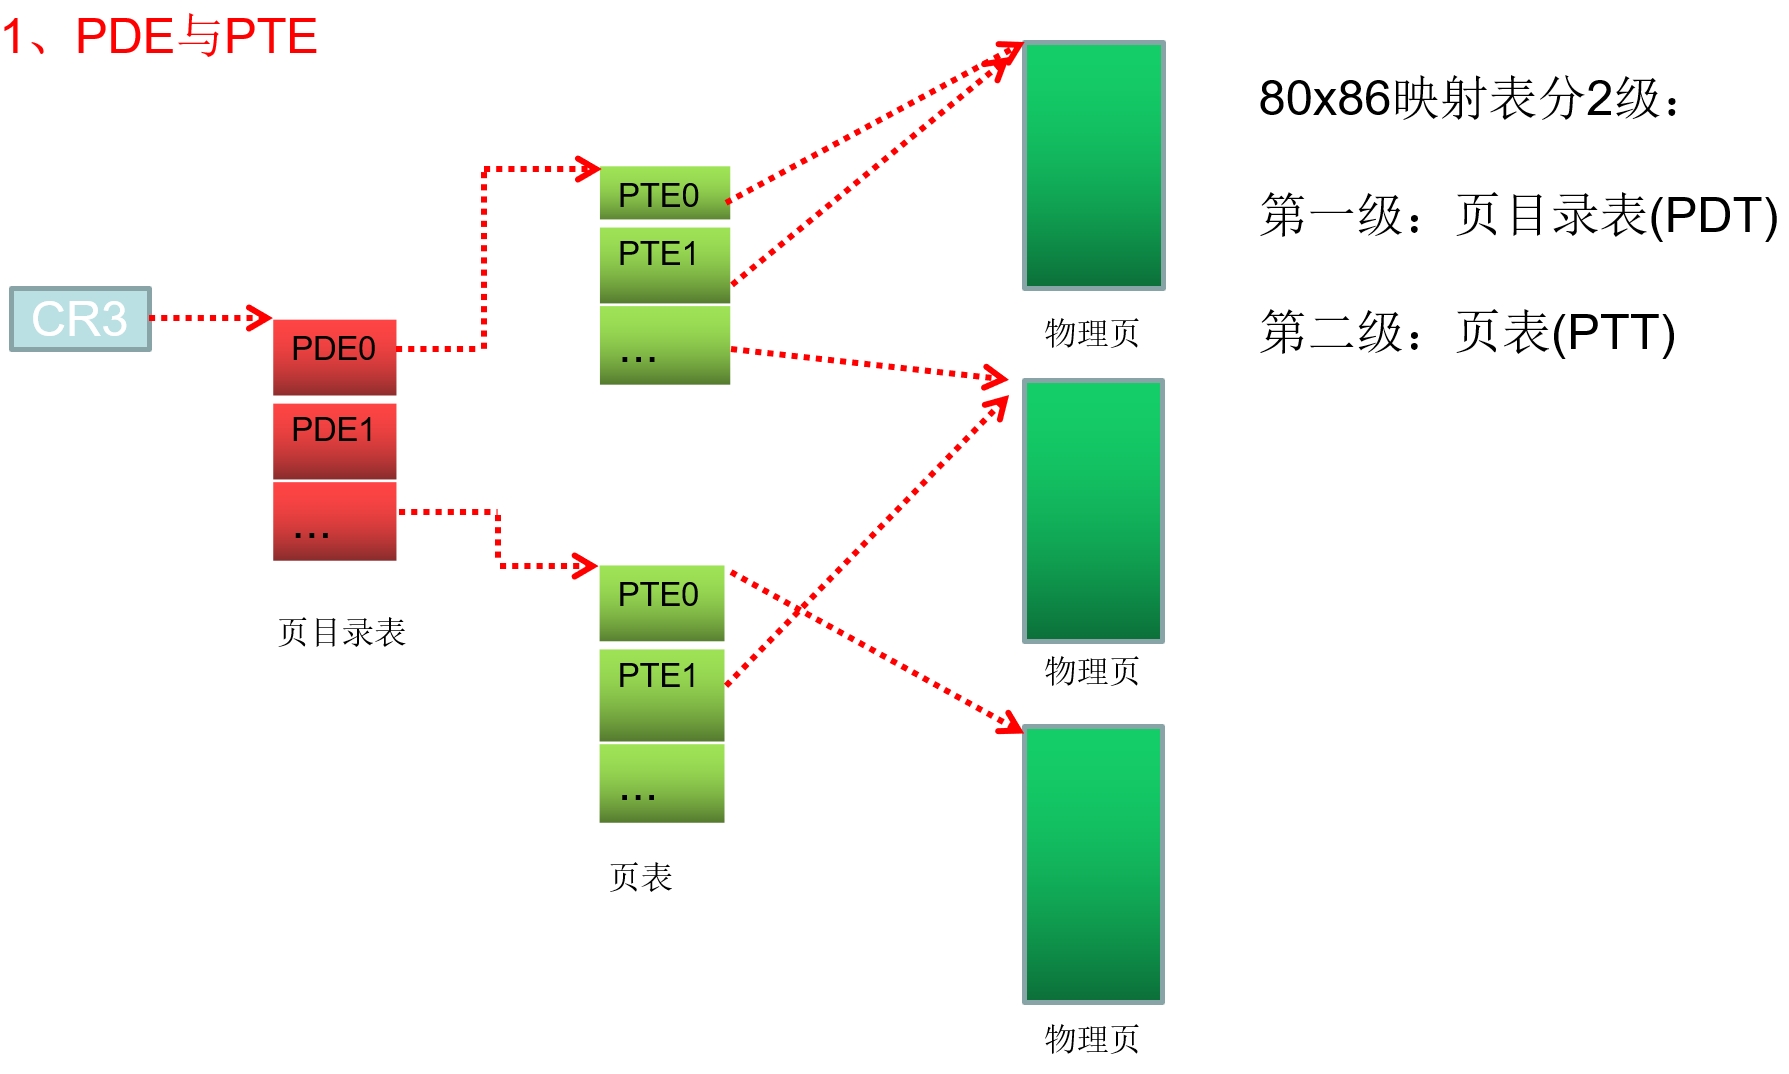 1、PDE与PTE
80x86映射表分2级：
第一级：页目录表(PDT)
第二级：页表(PTT)
CR3
PDE0
PDE1
...
页目录表
PTE0
PTE1
...
PTE0
PTE1
...
页表
物理页
物理页
物理页